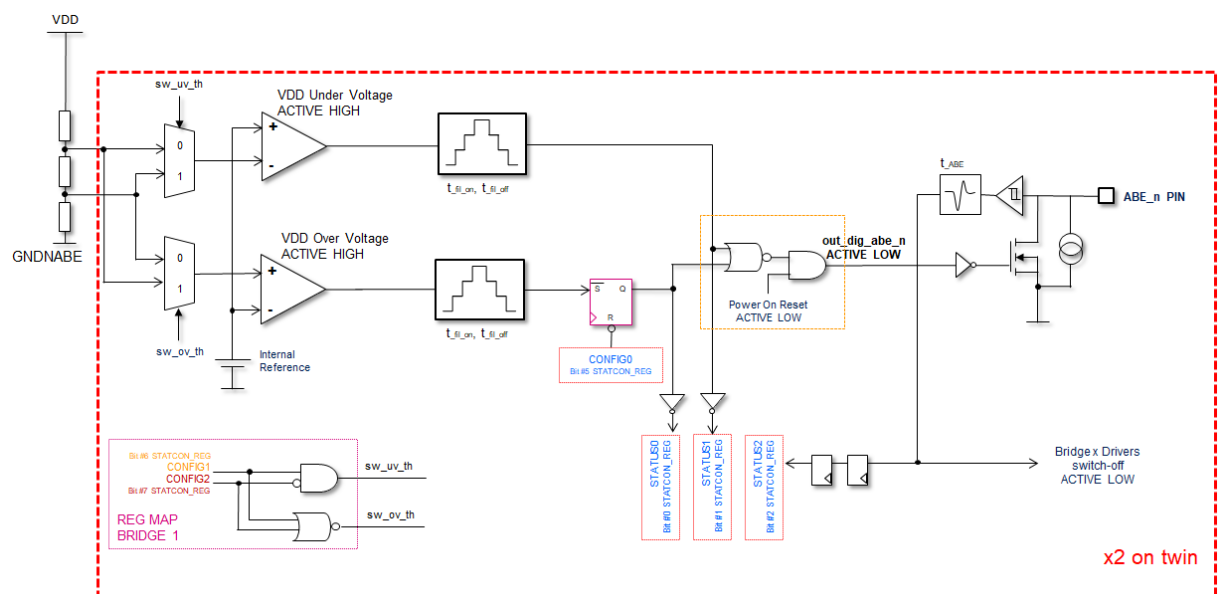 VDD
sw_uv_th
0
1
VDD Under Voltage
ACTIVE HIGH
+
-
t_fil_on, t_fil_off
GNDNABE
0
1
sw_ov_th
VDD Over Voltage
ACTIVE HIGH
+
-
t_fil_on, t_fil_off
Internal
Reference
S
Q
R
CONFIG0
Bit #5 STATCON_REG
out_dig_abe_n
ACTIVE LOW
Power On Reset
ACTIVE LOW
t_ABE
ABE_n PIN
STATUS0
Bit #0 STATCON_REG
STATUS1
Bit #1 STATCON_REG
STATUS2
Bit #2 STATCON_REG
Bridge x Drivers
switch-off
ACTIVE LOW
Bit #6 STATCON_REG
CONFIG1
CONFIG2
Bit #7 STATCON_REG
sw_uv_th
sw_ov_th
REG MAP
BRIDGE 1
x2 on twin